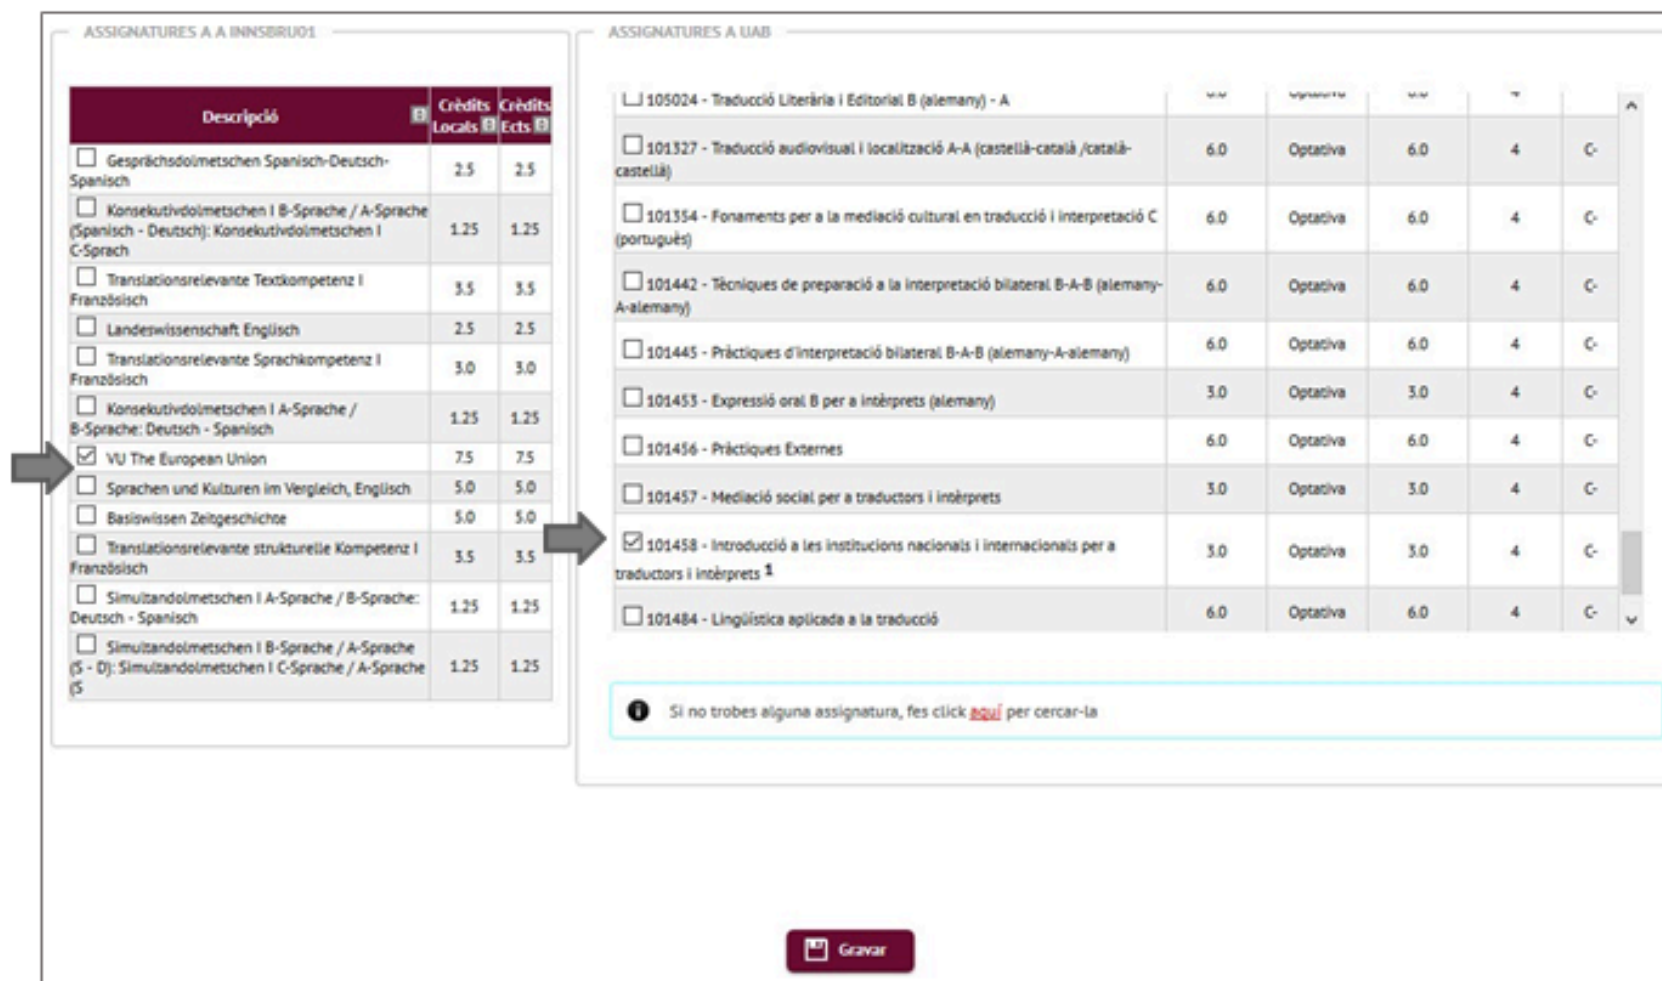 ASSIGNATURES A A INNSBRU01
Descripció Crèdits Locals Crèdits Ects
Gesprächsdolmetschen Spanisch-Deutsch-
Spanisch 2.5 2.5
Konsekutivdolmetschen I B-Sprache / A-Sprache
(Spanisch - Deutsch): Konsekutivdolmetschen I 1.25 1.25
C-Sprach
Translationsrelevante Textkompetenz I
Französisch 3.5 3.5
Landeswissenschaft Englisch 2.5 2.5
Translationsrelevante Sprachkompetenz I
Französisch 3.0 3.0
Konsekutivdolmetschen I A-Sprache /
B-Sprache: Deutsch - Spanisch 1.25 1.25
VU The European Union 7.5 7.5
Sprachen und Kulturen im Vergleich, Englisch 5.0 5.0
Basiswissen Zeitgeschichte 5.0 5.0
Translationsrelevante strukturelle Kompetenz I
Französisch 3.5 3.5
Simultandolmetschen I A-Sprache / B-Sprache:
Deutsch - Spanisch 1.25 1.25
Simultandolmetschen I B-Sprache / A-Sprache
(S - D): Simultandolmetschen I C-Sprache / A-Sprache 1.25 1.25
(S
ASSIGNATURES A UAB
105024 - Traducció Literària i Editorial B (alemany) - A
101327 - Traducció audiovisual i localització A-A (castellà-català /català- 6.0 Optativa 6.0 4 C-
castellà)
101354 - Fonaments per a la mediació cultural en traducció i interpretació C 6.0 Optativa 6.0 4 C-
(portuguès)
101442 - Tècniques de preparació a la interpretació bilateral B-A-B (alemany- 6.0 Optativa 6.0 4 C-
A-alemany)
101445 - Pràctiques d'interpretació bilateral B-A-B (alemany-A-alemany) 6.0 Optativa 6.0 4 C-
101453 - Expressió oral B per a intèrprets (alemany) 3.0 Optativa 3.0 4 C-
101456 - Pràctiques Externes 6.0 Optativa 6.0 4 C-
101457 - Mediació social per a traductors i intèrprets 3.0 Optativa 3.0 4 C-
101458 - Introducció a les institucions nacionals i internacionals per a 3.0 Optativa 3.0 4 C-
traductors i intèrprets 1
101484 - Lingüística aplicada a la traducció 6.0 Optativa 6.0 4 C-
Si no trobes alguna assignatura, fes click aquí per cercar-la
Gravar